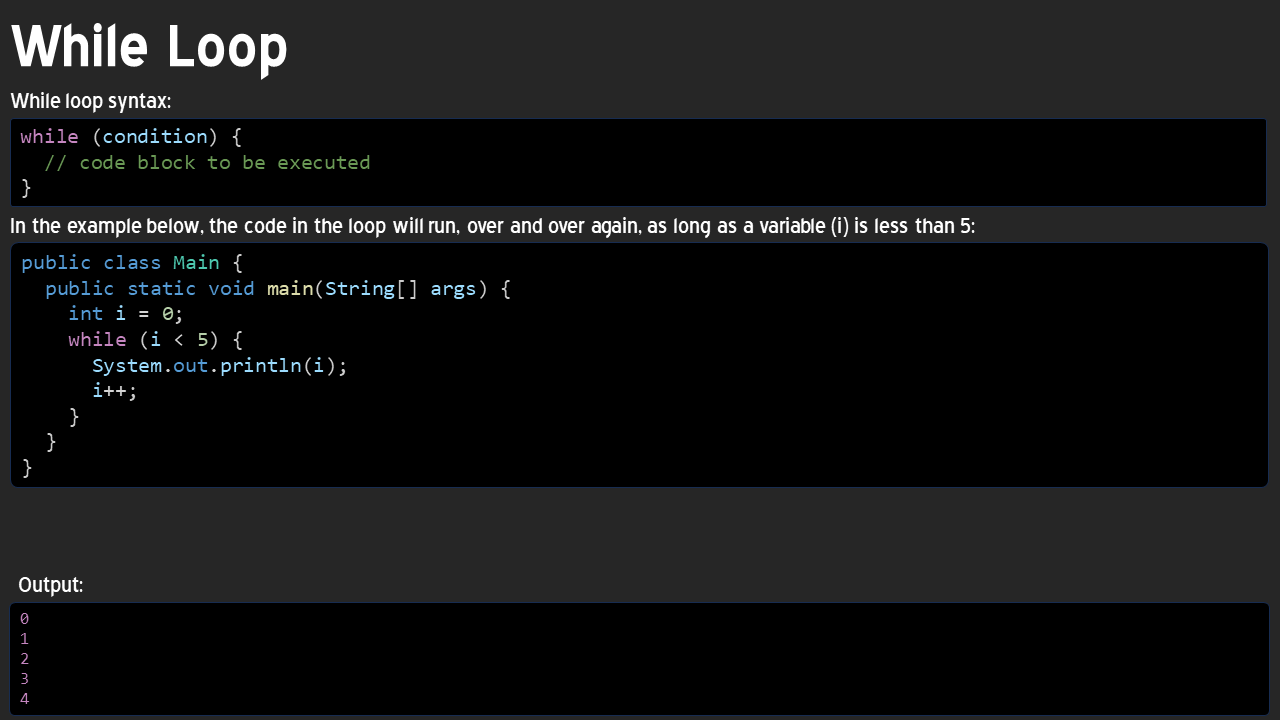 While Loop
While loop syntax:
while (condition) {
  // code block to be executed
}
In the example below, the code in the loop will run, over and over again, as long as a variable (i) is less than 5:
public class Main {
  public static void main(String[] args) {
    int i = 0;
    while (i < 5) {
      System.out.println(i);
      i++;
    }
  }
}
Output:
0
1
2
3
4